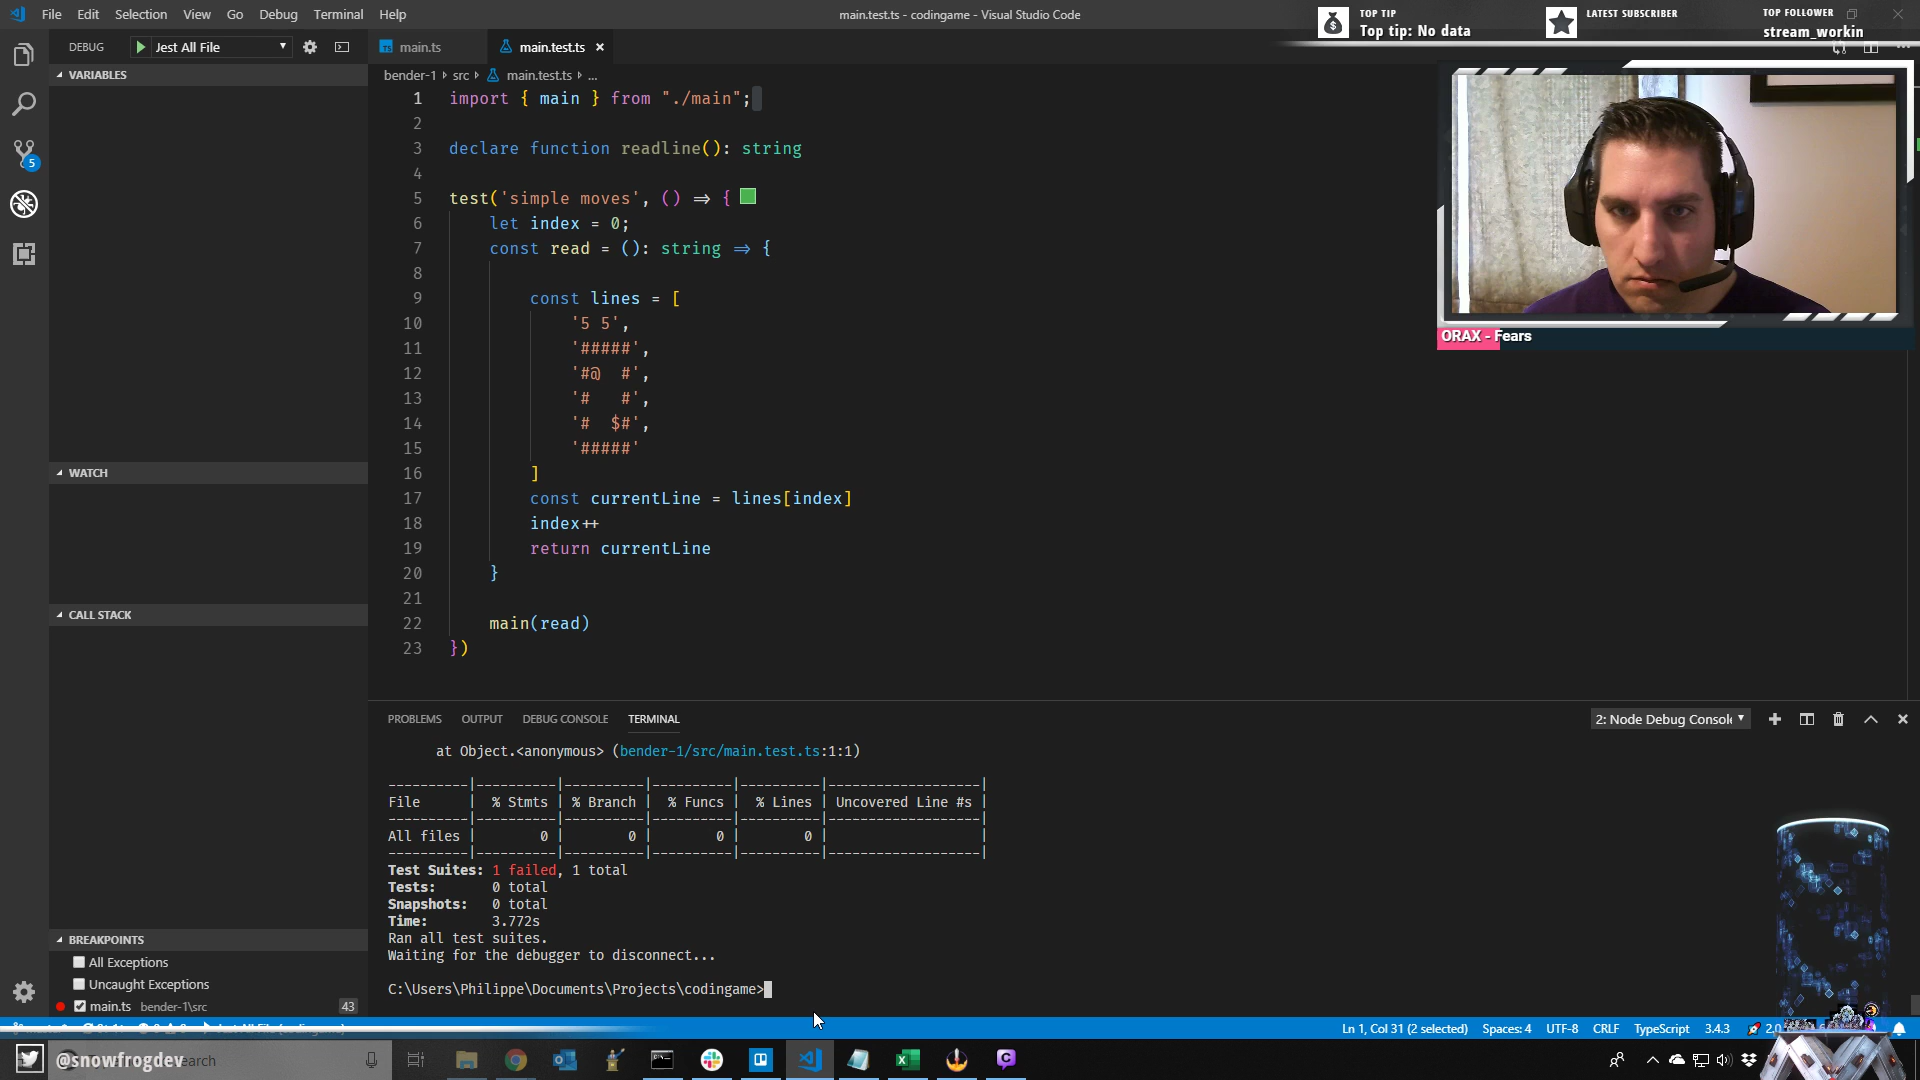 File Edit Selection View Go Debug Terminal Help
main.test.ts - codingame - Visual Studio Code
TOP TIP
Top tip: No data
LATEST SUBSCRIBER
TOP FOLLOWER
stream_workin
DEBUG
Jest All File
main.ts
main.test.ts
VARIABLES
bender-1 src main.test.ts ...
1 import { main } from "./main";
2
3 declare function readline(): string
4
5 test('simple moves', () => {
6 let index = 0;
7 const read = (): string => {
8
9 const lines = [
10 '5 5',
11 '#####',
12 '#@  #',
13 '#   #',
14 '#  $#',
15 '#####'
16 ]
17 const currentLine = lines[index]
18 index++
19 return currentLine
20 }
21
22 main(read)
23 })
ORAX - Fears
5
WATCH
CALL STACK
BREAKPOINTS
All Exceptions
Uncaught Exceptions
main.ts bender-1\src 43
PROBLEMS OUTPUT DEBUG CONSOLE TERMINAL
2: Node Debug Consol
at Object.<anonymous> (bender-1/src/main.test.ts:1:1)
----------|----------|----------|----------|----------|-------------------|
File | % Stmts | % Branch | % Funcs | % Lines | Uncovered Line #s |
----------|----------|----------|----------|----------|-------------------|
All files | 0 | 0 | 0 | 0 | |
----------|----------|----------|----------|----------|-------------------|
Test Suites: 1 failed, 1 total
Tests: 0 total
Snapshots: 0 total
Time: 3.772s
Ran all test suites.
Waiting for the debugger to disconnect...
C:\Users\Philippe\Documents\Projects\codingame>
Ln 1, Col 31 (2 selected) Spaces: 4 UTF-8 CRLF TypeScript 3.4.3
@snowfrogdev